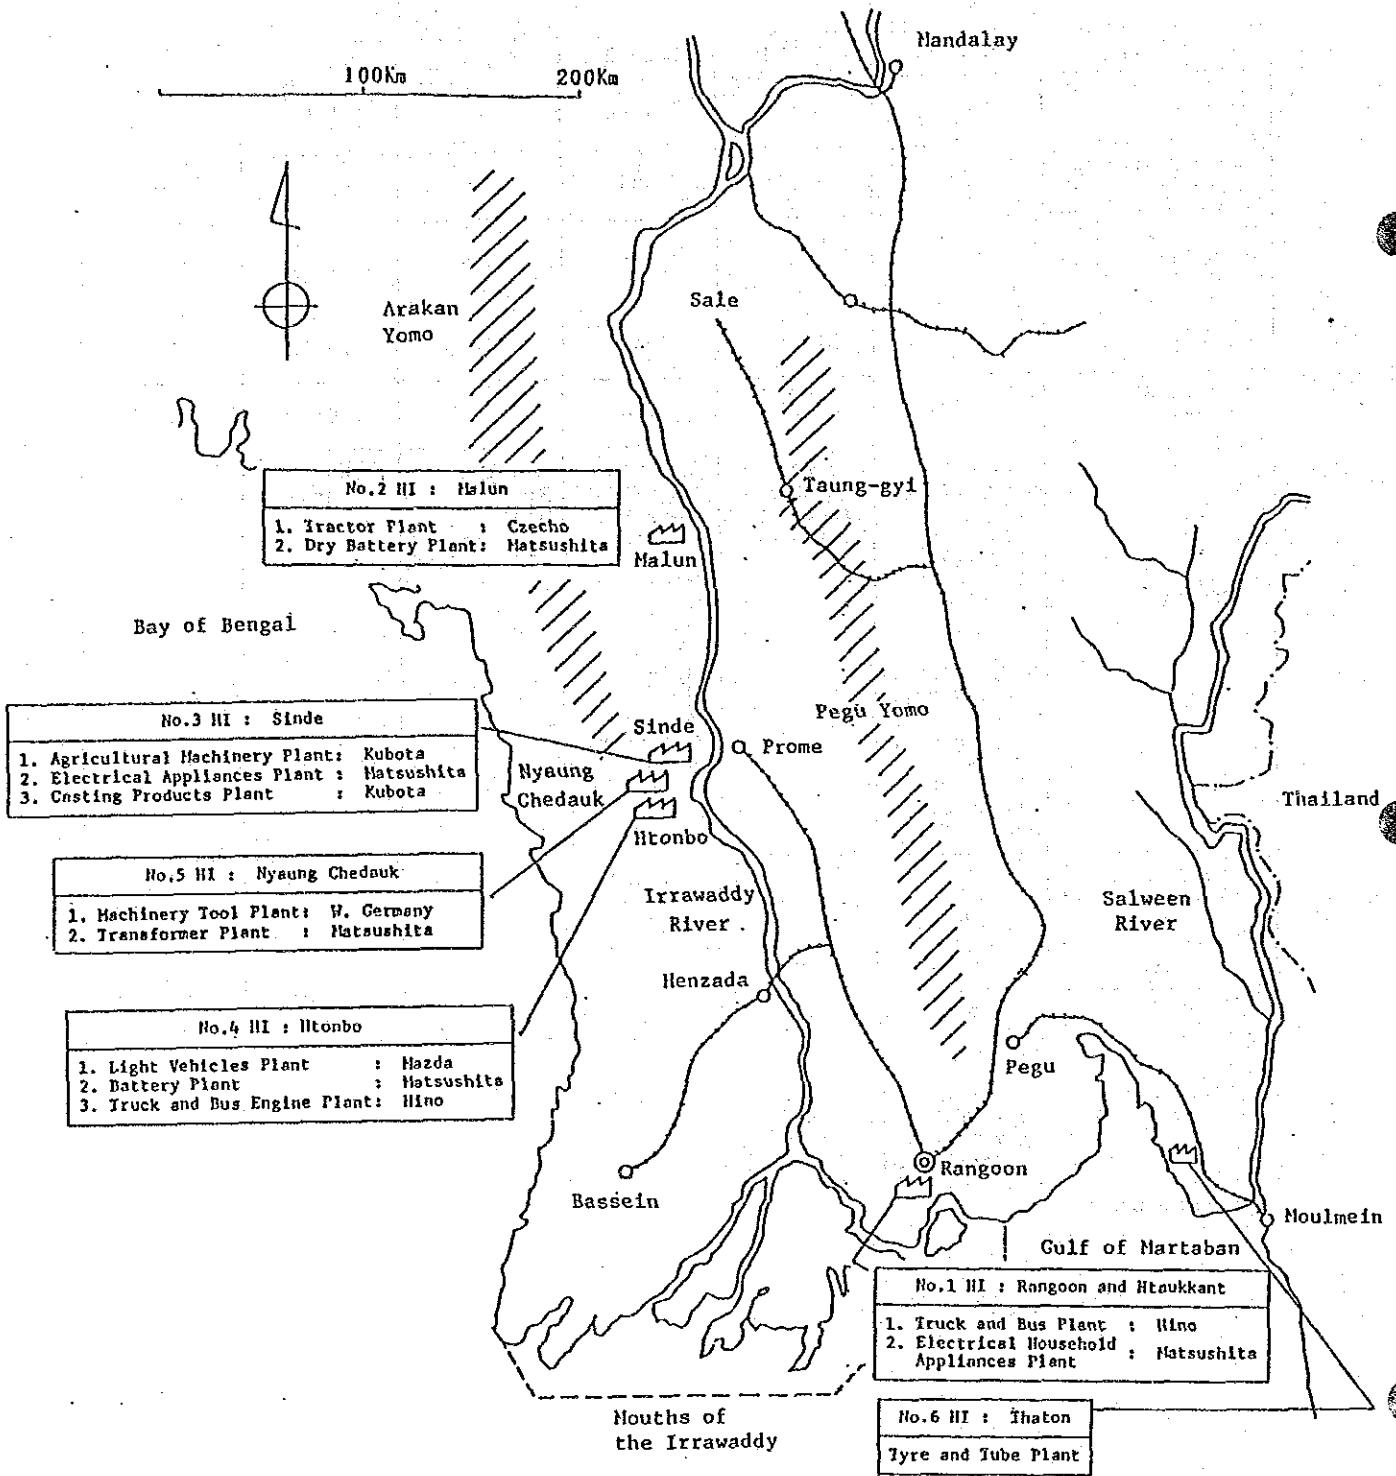 Mandalay
100Km 200Km
Arakan
Yomo
Sale
Taung-gyi
No.2 HI : Malun
1. Tractor Plant : Czecho
2. Dry Battery Plant: Matsushita
Malun
Bay of Bengal
No.3 HI : Sinde
1. Agricultural Machinery Plant: Kubota
2. Electrical Appliances Plant : Matsushita
3. Casting Products Plant : Kubota
Sinde
Prome
Pegu Yomo
Nyaung
Chedauk
Htonbo
Thailand
No.5 HI : Nyaung Chedauk
1. Machinery Tool Plant: W. Germany
2. Transformer Plant : Matsushita
Irrawaddy
River
Salween
River
Henzada
No.4 HI : Htonbo
1. Light Vehicles Plant : Mazda
2. Battery Plant : Matsushita
3. Truck and Bus Engine Plant: Hino
Pegu
Rangoon
Bassein
Moulmein
Gulf of Martaban
No.1 HI : Rangoon and Htaukkant
1. Truck and Bus Plant : Hino
2. Electrical Household
Appliances Plant : Matsushita
Mouths of
the Irrawaddy
No.6 HI : Thaton
Tyre and Tube Plant